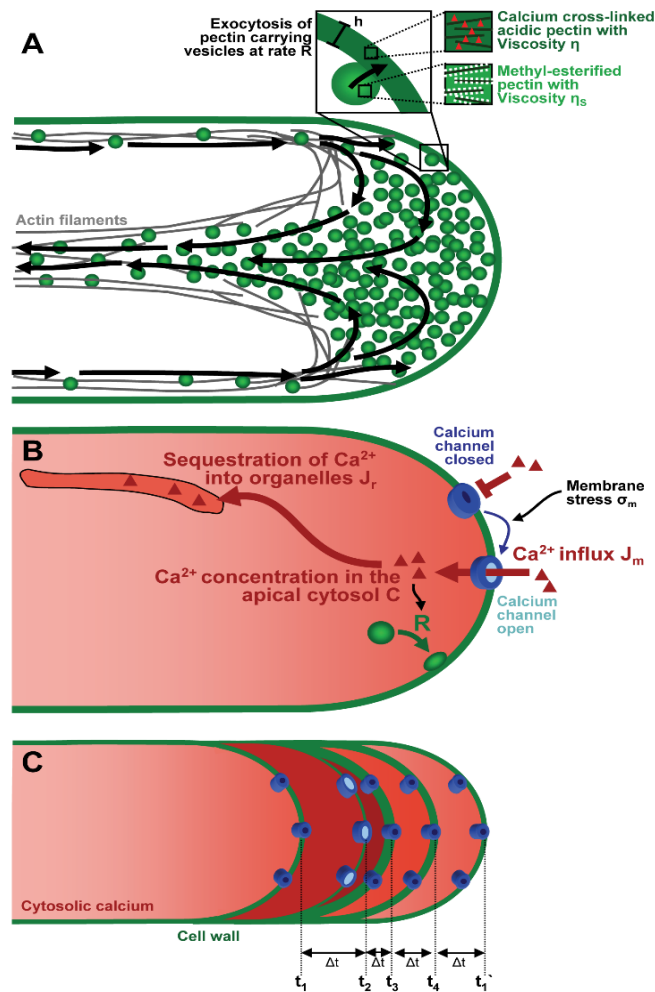 A
Exocytosis of
pectin carrying
vesicles at rate R
h
Calcium cross-linked
acidic pectin with
Viscosity η
Methyl-esterified
pectin with
Viscosity ηS
Actin filaments
B
Sequestration of Ca2+
into organelles Jr
Calcium
channel
closed
Membrane
stress σm
Ca2+ influx Jm
Ca2+ concentration in the
apical cytosol C
R
Calcium
channel
open
C
Cytosolic calcium
Cell wall
Δt Δt Δt Δt
t1 t2 t3 t4 t1`